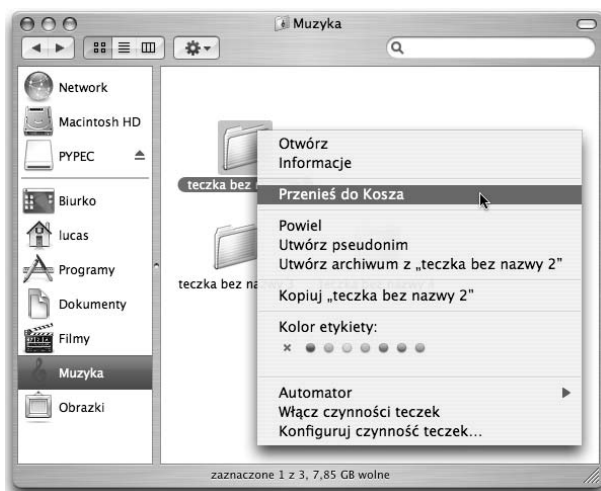 Muzyka
Network
Macintosh HD
PYPEC
Biurko
lucas
Programy
Dokumenty
Filmy
Muzyka
Obrazki
teczka bez
teczka bez na
Otwórz
Informacje
Przenieś do Kosza
Powiel
Utwórz pseudonim
Utwórz archiwum z „teczka bez nazwy 2”
Kopiuj „teczka bez nazwy 2”
Kolor etykiety:
Automator
Włącz czynności teczek
Konfiguruj czynność teczek...
zaznaczone 1 z 3, 7,85 GB wolne